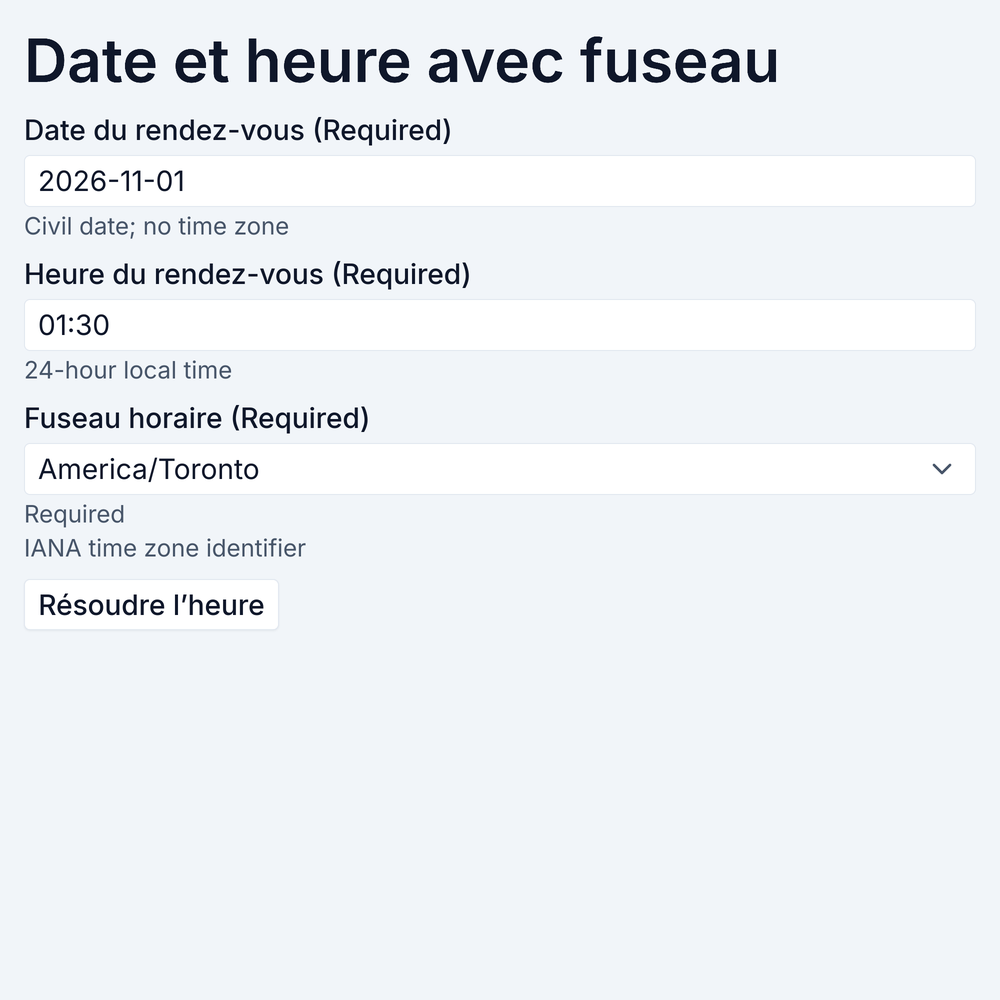 Date et heure avec fuseau
Date du rendez-vous (Required)
2026-11-01
Civil date; no time zone
Heure du rendez-vous (Required)
01:30
24-hour local time
Fuseau horaire (Required)
America/Toronto
Required
IANA time zone identifier
Résoudre l’heure